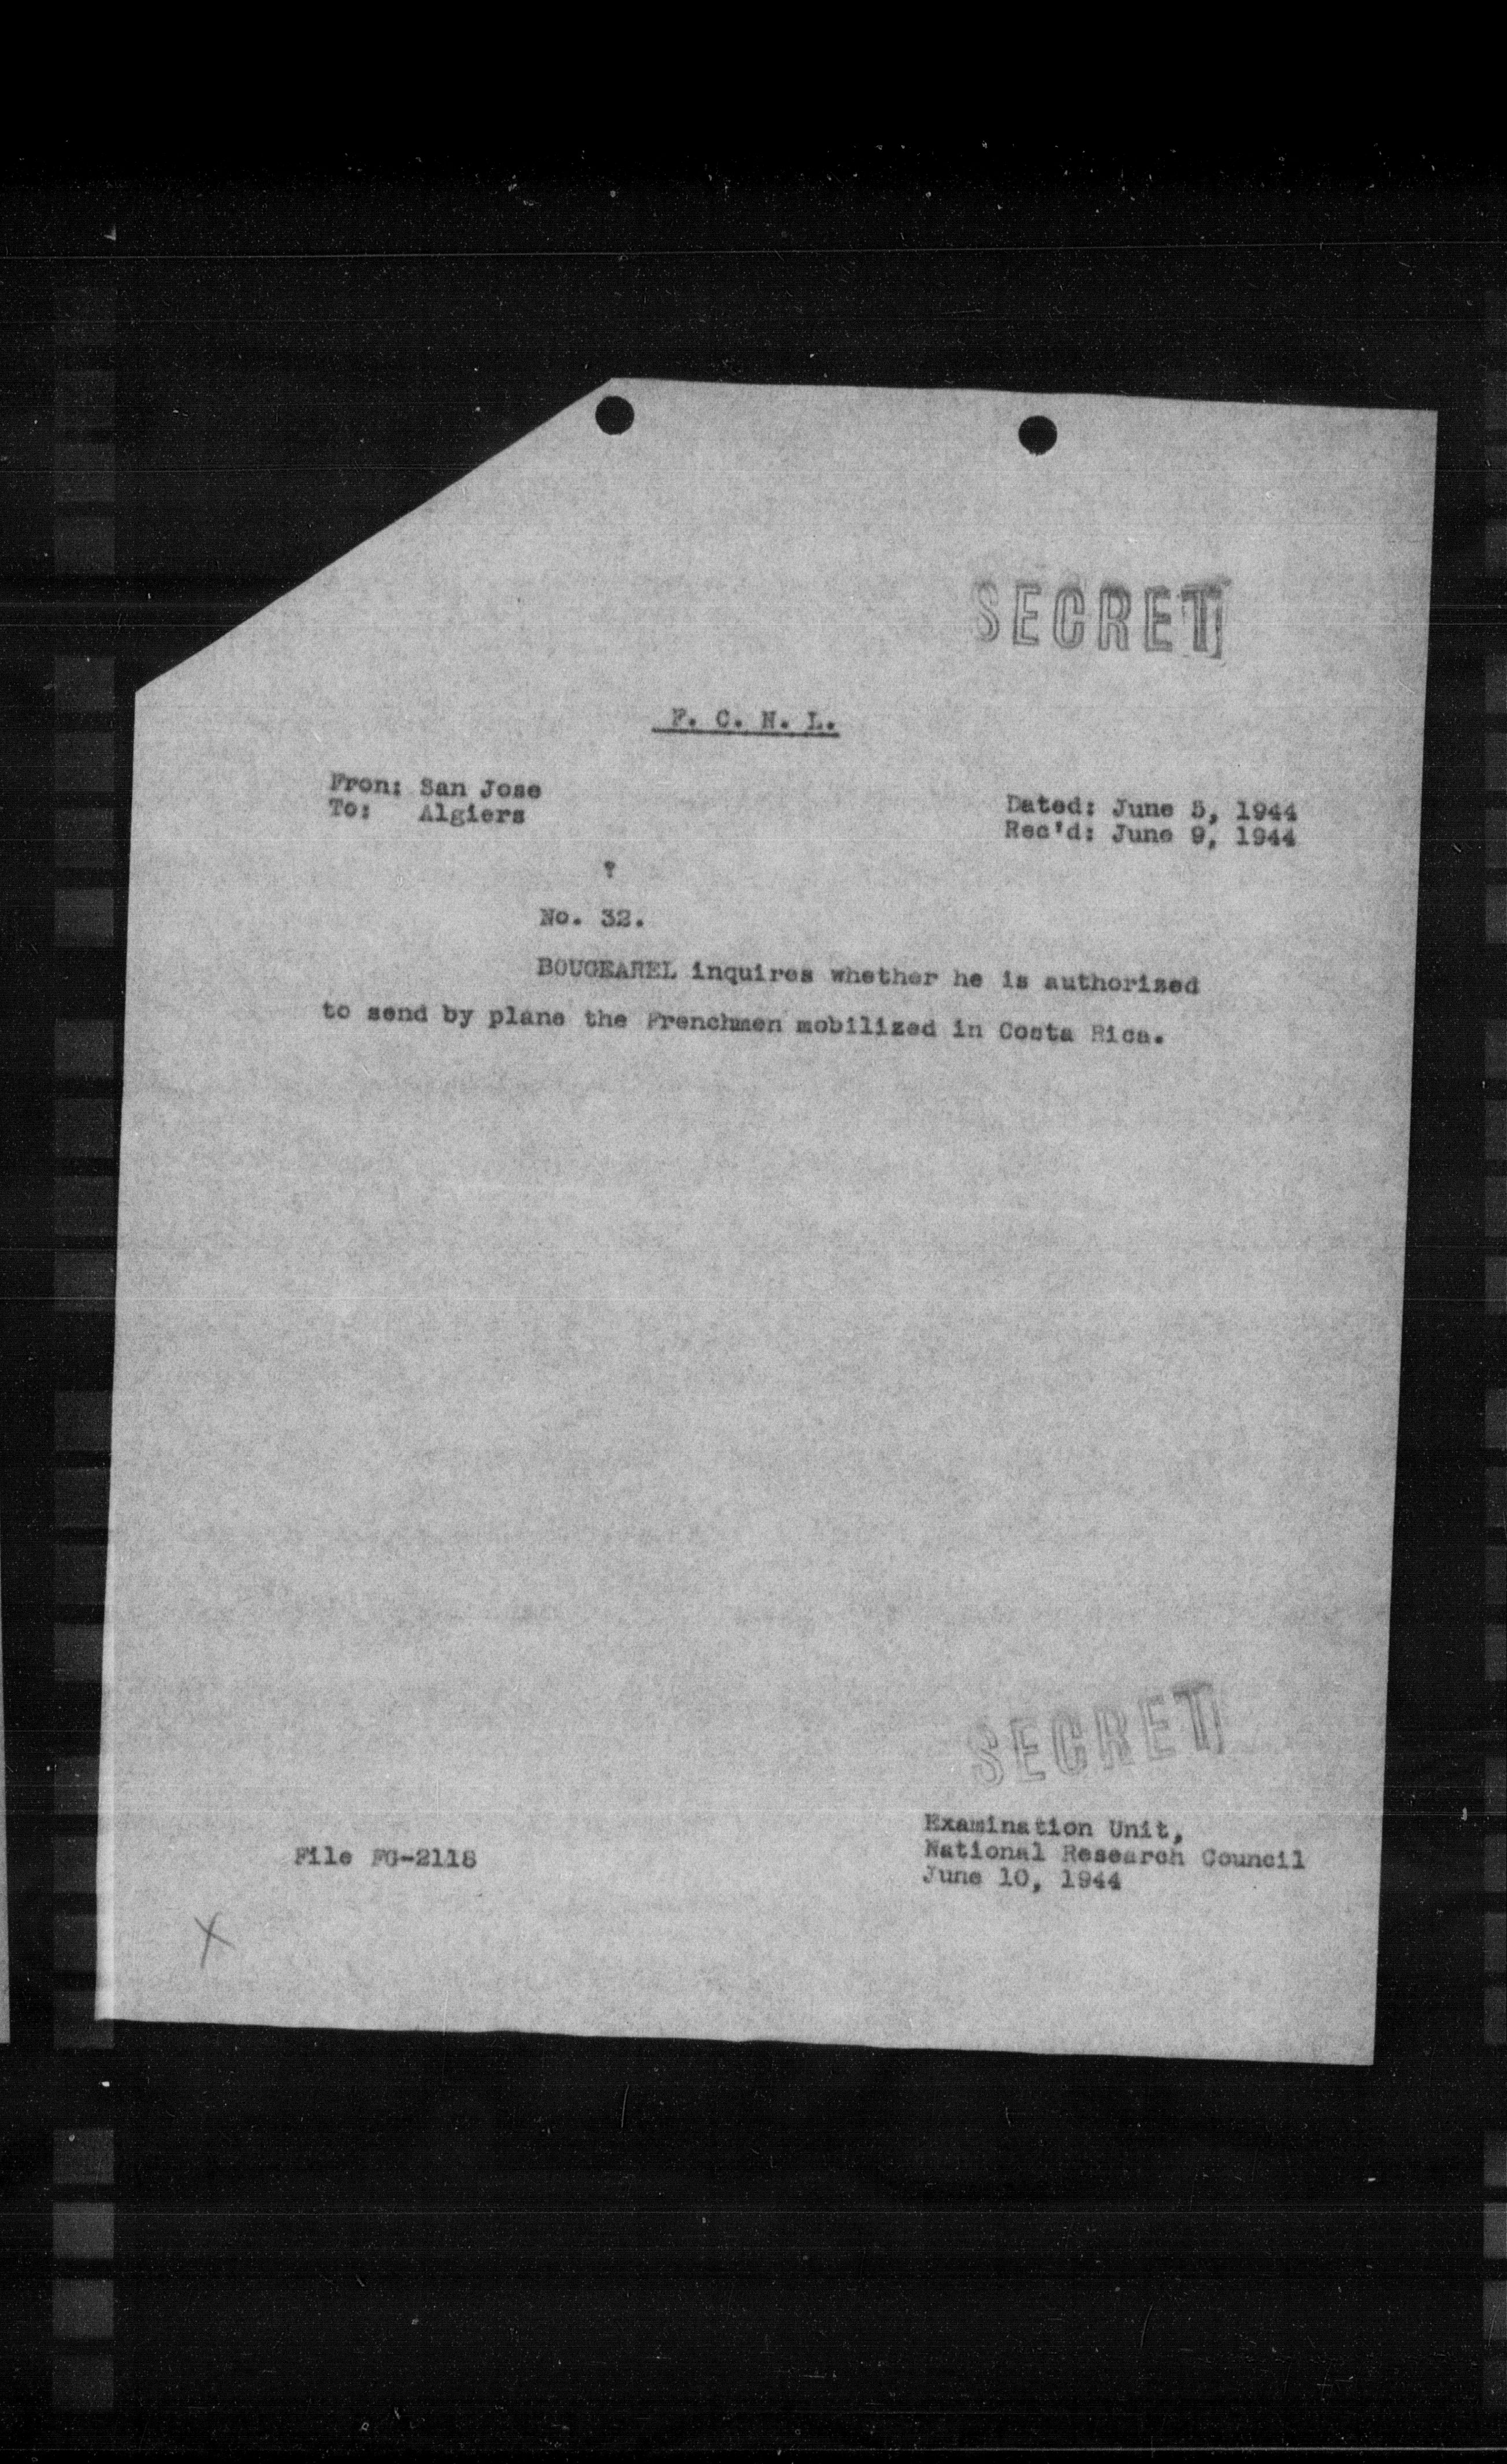 SECRET
F. C. N. L.
From: San Jose
To: Algiers
Dated: June 5, 1944
Rec'd: June 9, 1944
?
No. 32.
BOUGEAREL inquires whether he is authorized
to send by plane the Frenchmen mobilized in Costa Rica.
SECRET
Examination Unit,
National Research Council
June 10, 1944
File FG-2118
X